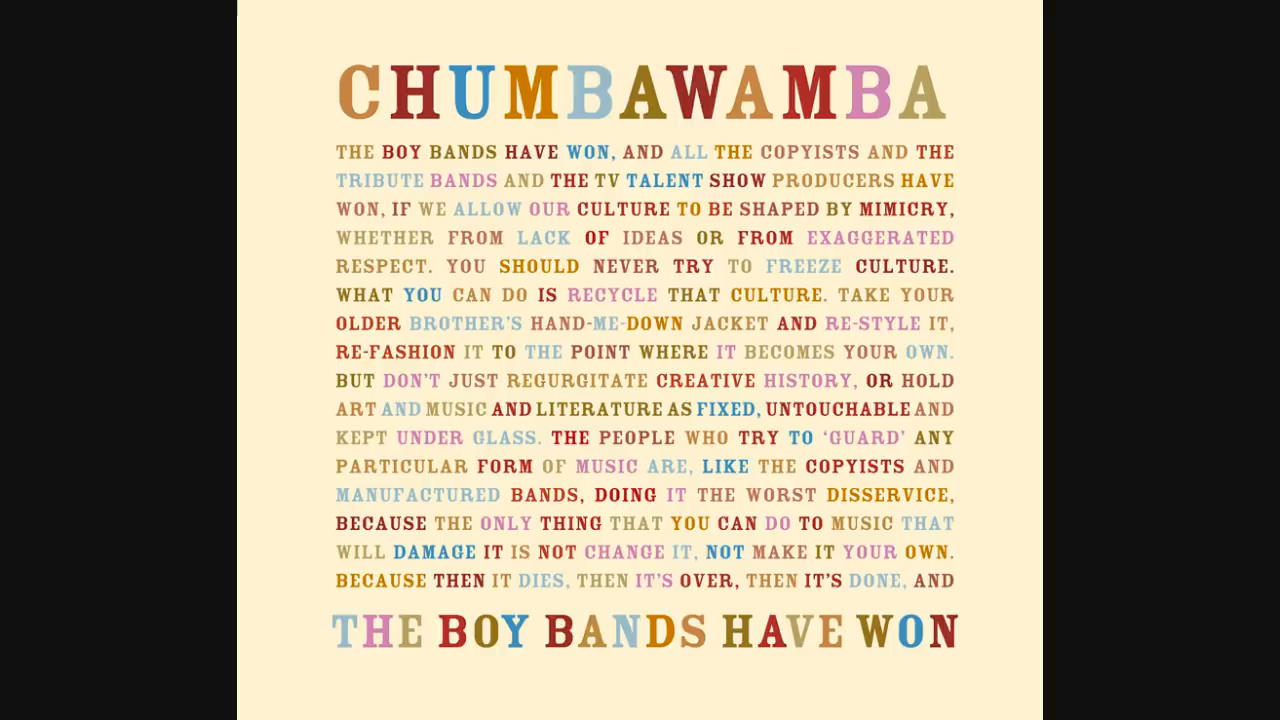 CHUMBAWAMBA
THE BOY BANDS HAVE WON, AND ALL THE COPYISTS AND THE
TRIBUTE BANDS AND THE TV TALENT SHOW PRODUCERS HAVE
WON, IF WE ALLOW OUR CULTURE TO BE SHAPED BY MIMICRY,
WHETHER FROM LACK OF IDEAS OR FROM EXAGGERATED
RESPECT. YOU SHOULD NEVER TRY TO FREEZE CULTURE.
WHAT YOU CAN DO IS RECYCLE THAT CULTURE. TAKE YOUR
OLDER BROTHER'S HAND-ME-DOWN JACKET AND RE-STYLE IT,
RE-FASHION IT TO THE POINT WHERE IT BECOMES YOUR OWN.
BUT DON'T JUST REGURGITATE CREATIVE HISTORY, OR HOLD
ART AND MUSIC AND LITERATURE AS FIXED, UNTOUCHABLE AND
KEPT UNDER GLASS. THE PEOPLE WHO TRY TO ‘GUARD’ ANY
PARTICULAR FORM OF MUSIC ARE, LIKE THE COPYISTS AND
MANUFACTURED BANDS, DOING IT THE WORST DISSERVICE,
BECAUSE THE ONLY THING THAT YOU CAN DO TO MUSIC THAT
WILL DAMAGE IT IS NOT CHANGE IT, NOT MAKE IT YOUR OWN.
BECAUSE THEN IT DIES, THEN IT'S OVER, THEN IT'S DONE, AND
THE BOY BANDS HAVE WON